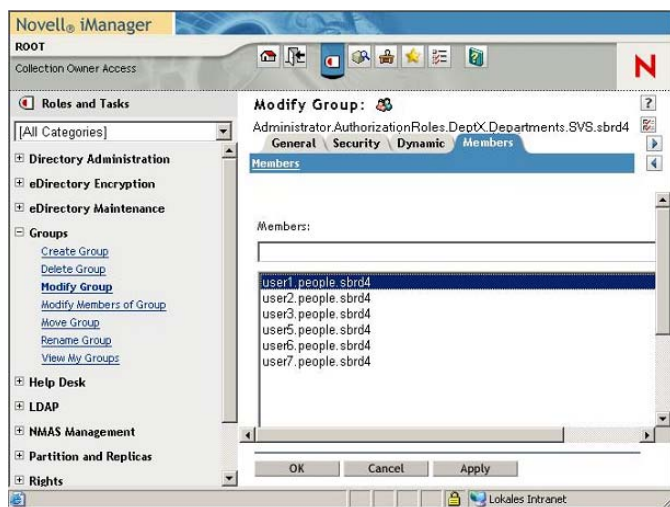 Novell® iManager
ROOT
Collection Owner Access
N
Roles and Tasks
[All Categories]
Directory Administration
eDirectory Encryption
eDirectory Maintenance
Groups
Create Group
Delete Group
Modify Group
Modify Members of Group
Move Group
Rename Group
View My Groups
Help Desk
LDAP
NMAS Management
Partition and Replicas
Rights
Modify Group:
?
Administrator.AuthorizationRoles.DeptX.Departments.SVS.sbrd4
General Security Dynamic Members
Members
Members:
user1.people.sbrd4
user2.people.sbrd4
user3.people.sbrd4
user5.people.sbrd4
user6.people.sbrd4
user7.people.sbrd4
OK Cancel Apply
Lokales Intranet